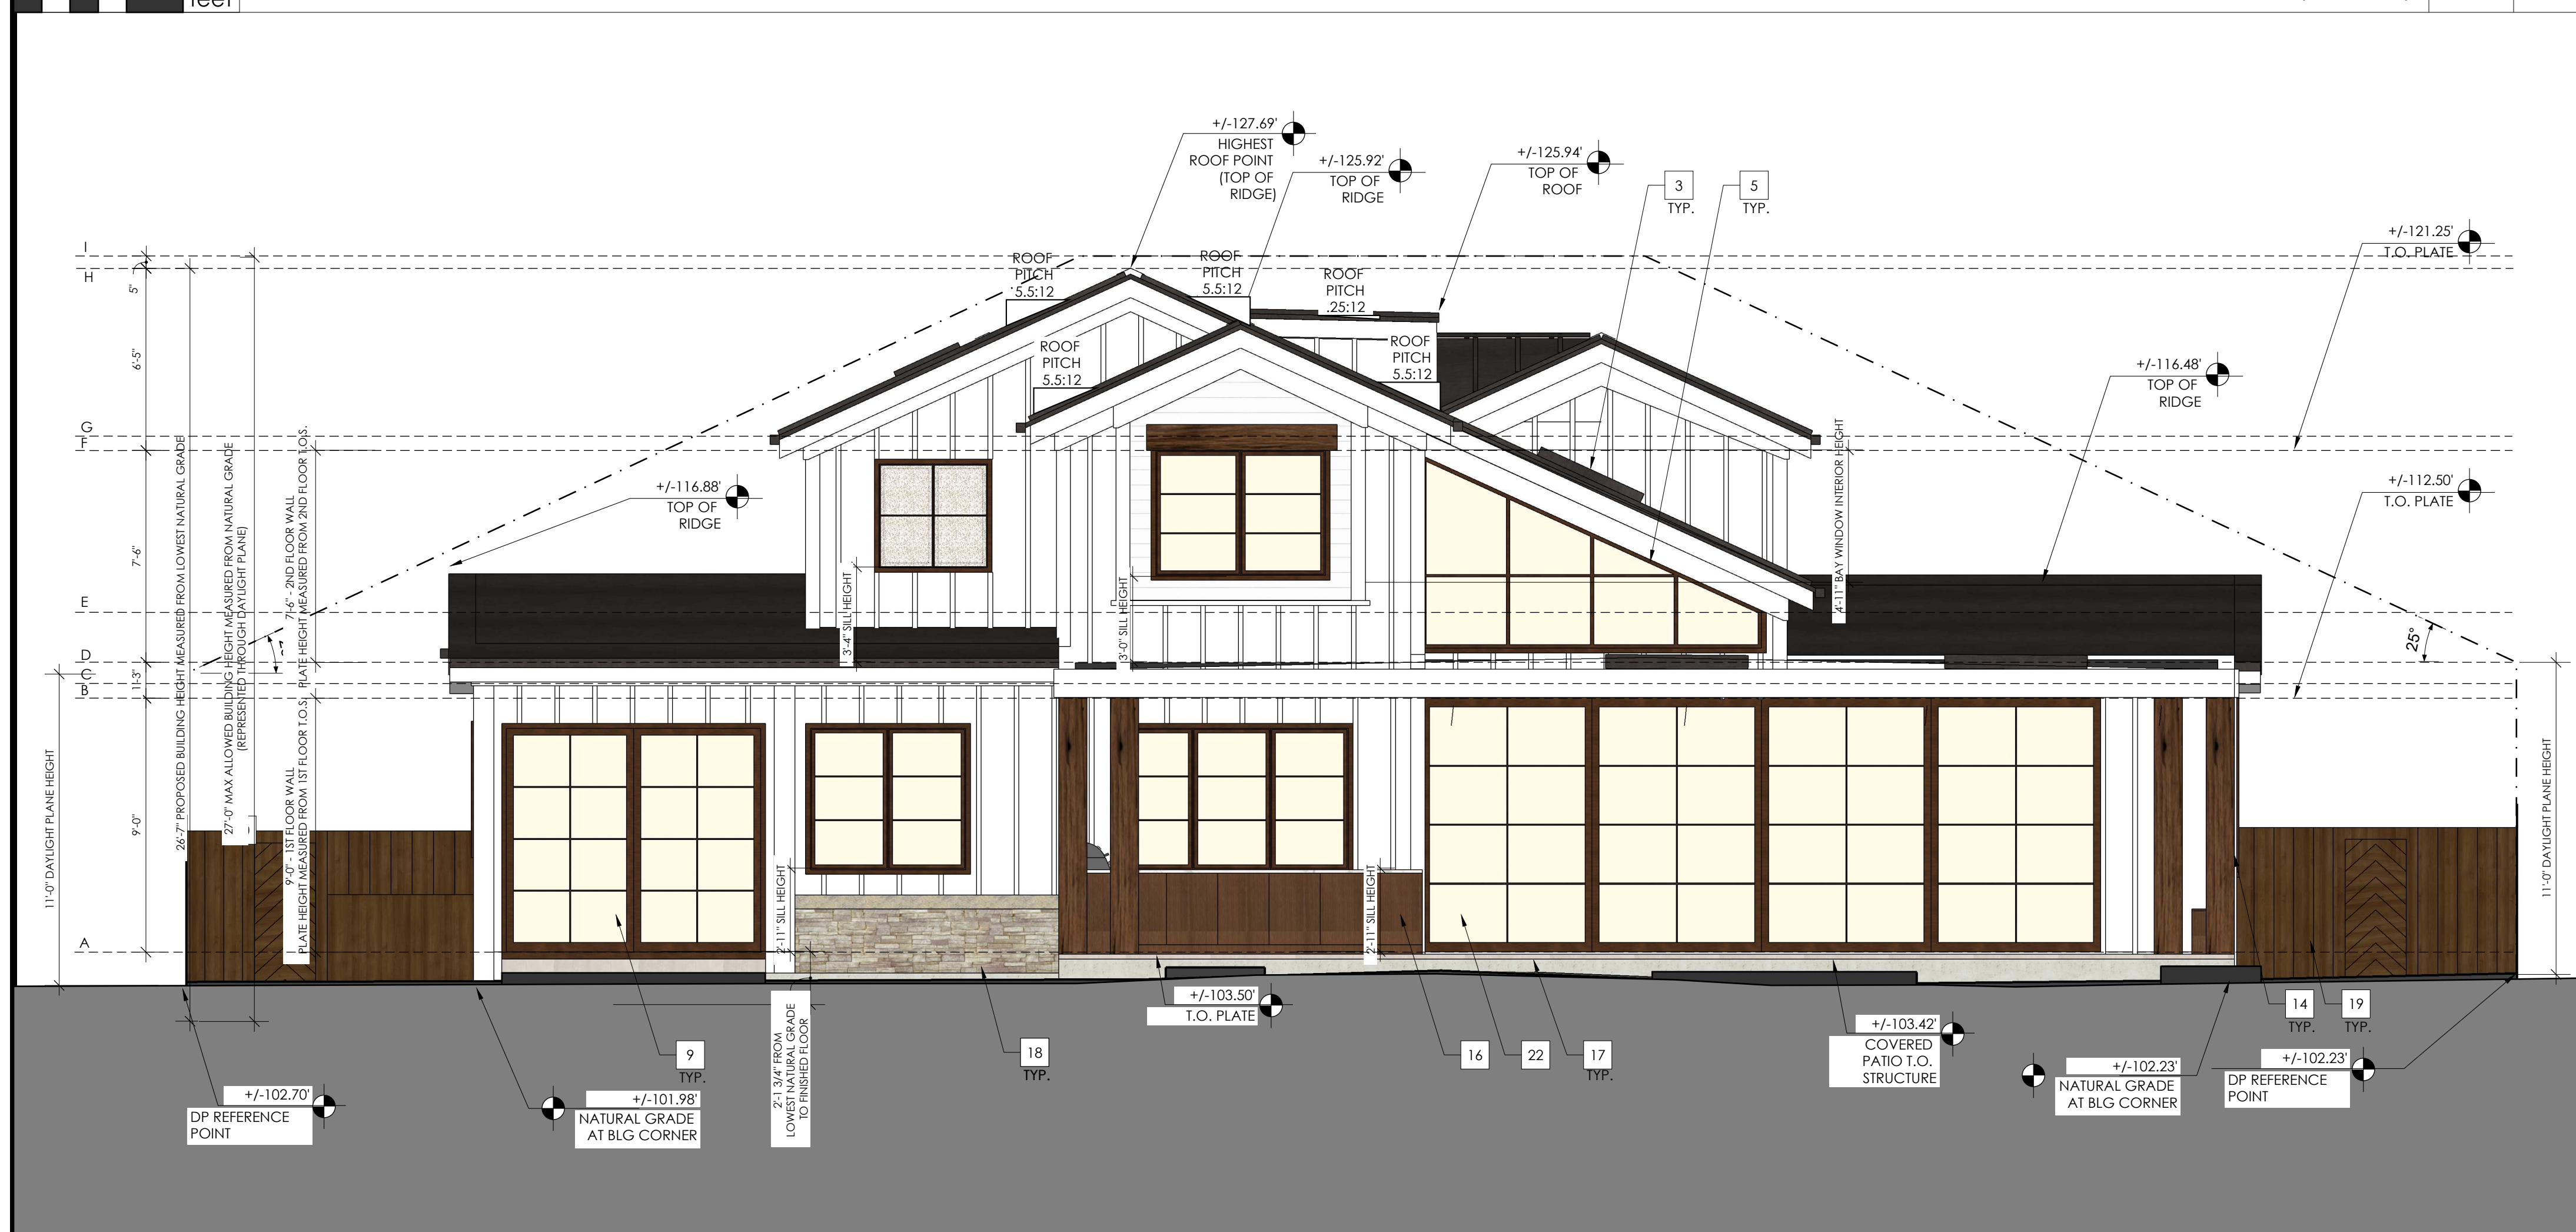 feet
+/-127.69'
HIGHEST
ROOF POINT
(TOP OF
RIDGE)
+/-125.92'
TOP OF
RIDGE
+/-125.94'
TOP OF
ROOF
3
TYP.
5
TYP.
+/-121.25'
T.O. PLATE
I
H
G
F
E
D
C
B
A
5"
6'-5"
7'-6"
11'-3"
9'-0"
ROOF
PITCH
5.5:12
ROOF
PITCH
5.5:12
ROOF
PITCH
.25:12
ROOF
PITCH
5.5:12
ROOF
PITCH
5.5:12
+/-116.48'
TOP OF
RIDGE
+/-116.88'
TOP OF
RIDGE
+/-112.50'
T.O. PLATE
11'-0" DAYLIGHT PLANE HEIGHT
26'-7" PROPOSED BUILDING HEIGHT MEASURED FROM LOWEST NATURAL GRADE
27'-0" MAX ALLOWED BUILDING HEIGHT MEASURED FROM NATURAL GRADE
(REPRESENTED THROUGH DAYLIGHT PLANE)
7'-6" - 2ND FLOOR WALL
PLATE HEIGHT MEASURED FROM 2ND FLOOR T.O.S.
9'-0" - 1ST FLOOR WALL
PLATE HEIGHT MEASURED FROM 1ST FLOOR T.O.S.
3'-4" SILL HEIGHT
3'-0" SILL HEIGHT
4'-11" BAY WINDOW INTERIOR HEIGHT
25°
2'-11" SILL HEIGHT
2'-11" SILL HEIGHT
11'-0" DAYLIGHT PLANE HEIGHT
+/-103.50'
T.O. PLATE
2'-1 3/4" FROM
LOWEST NATURAL GRADE
TO FINISHED FLOOR
9
TYP.
18
TYP.
16
22
17
TYP.
+/-103.42'
COVERED
PATIO T.O.
STRUCTURE
14
TYP.
19
TYP.
+/-102.70'
DP REFERENCE
POINT
+/-101.98'
NATURAL GRADE
AT BLG CORNER
+/-102.23'
NATURAL GRADE
AT BLG CORNER
+/-102.23'
DP REFERENCE
POINT